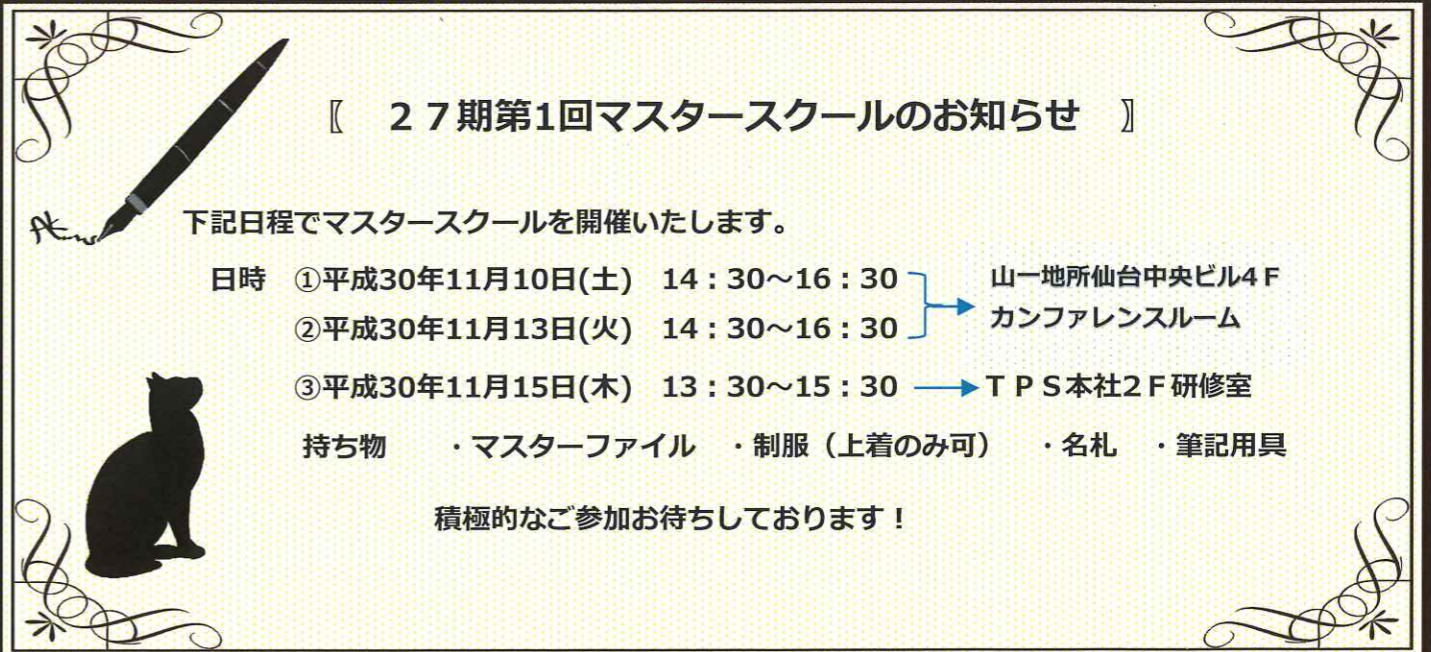 〖　２７期第1回マスタースクールのお知らせ　〗
下記日程でマスタースクールを開催いたします。
日時　①平成30年11月10日(土)　14：30～16：30　山一地所仙台中央ビル4Ｆ
②平成30年11月13日(火)　14：30～16：30　カンファレンスルーム
③平成30年11月15日(木)　13：30～15：30　ＴＰＳ本社2Ｆ研修室
持ち物　・マスターファイル　・制服（上着のみ可）　・名札　・筆記用具
積極的なご参加お待ちしております！